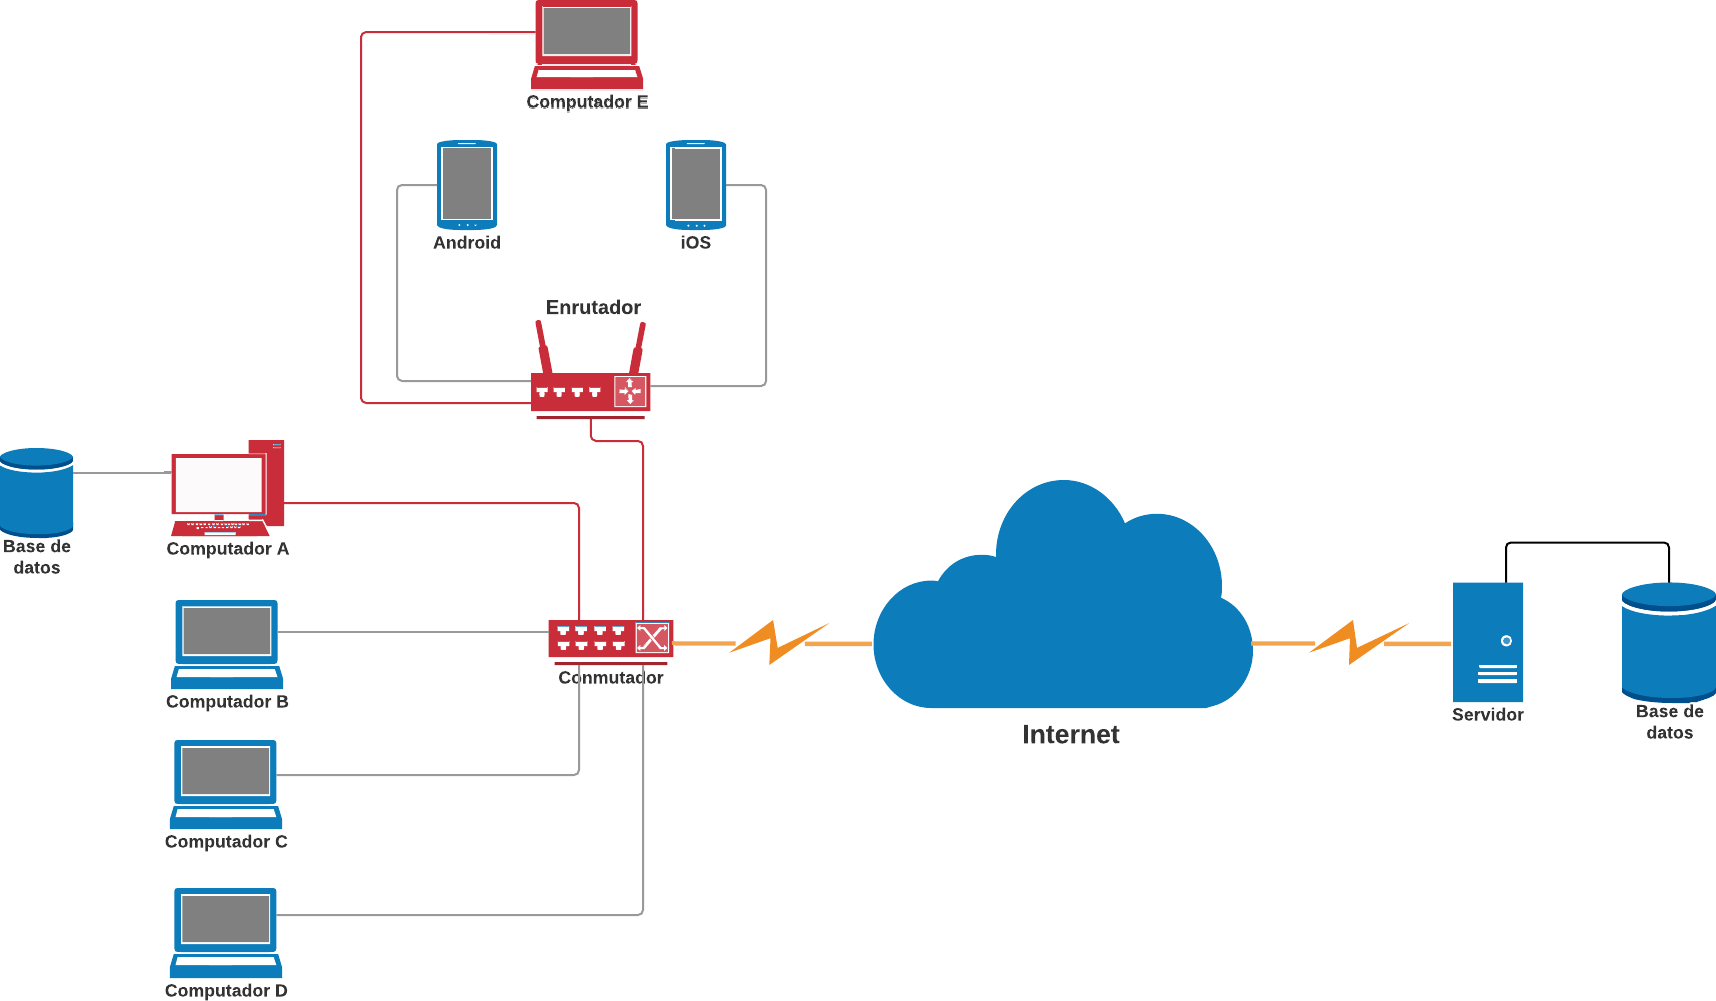 Computador E
Android
iOS
Enrutador
Base de
datos
Computador A
Computador B
Conmutador
Internet
Servidor
Base de
datos
Computador C
Computador D